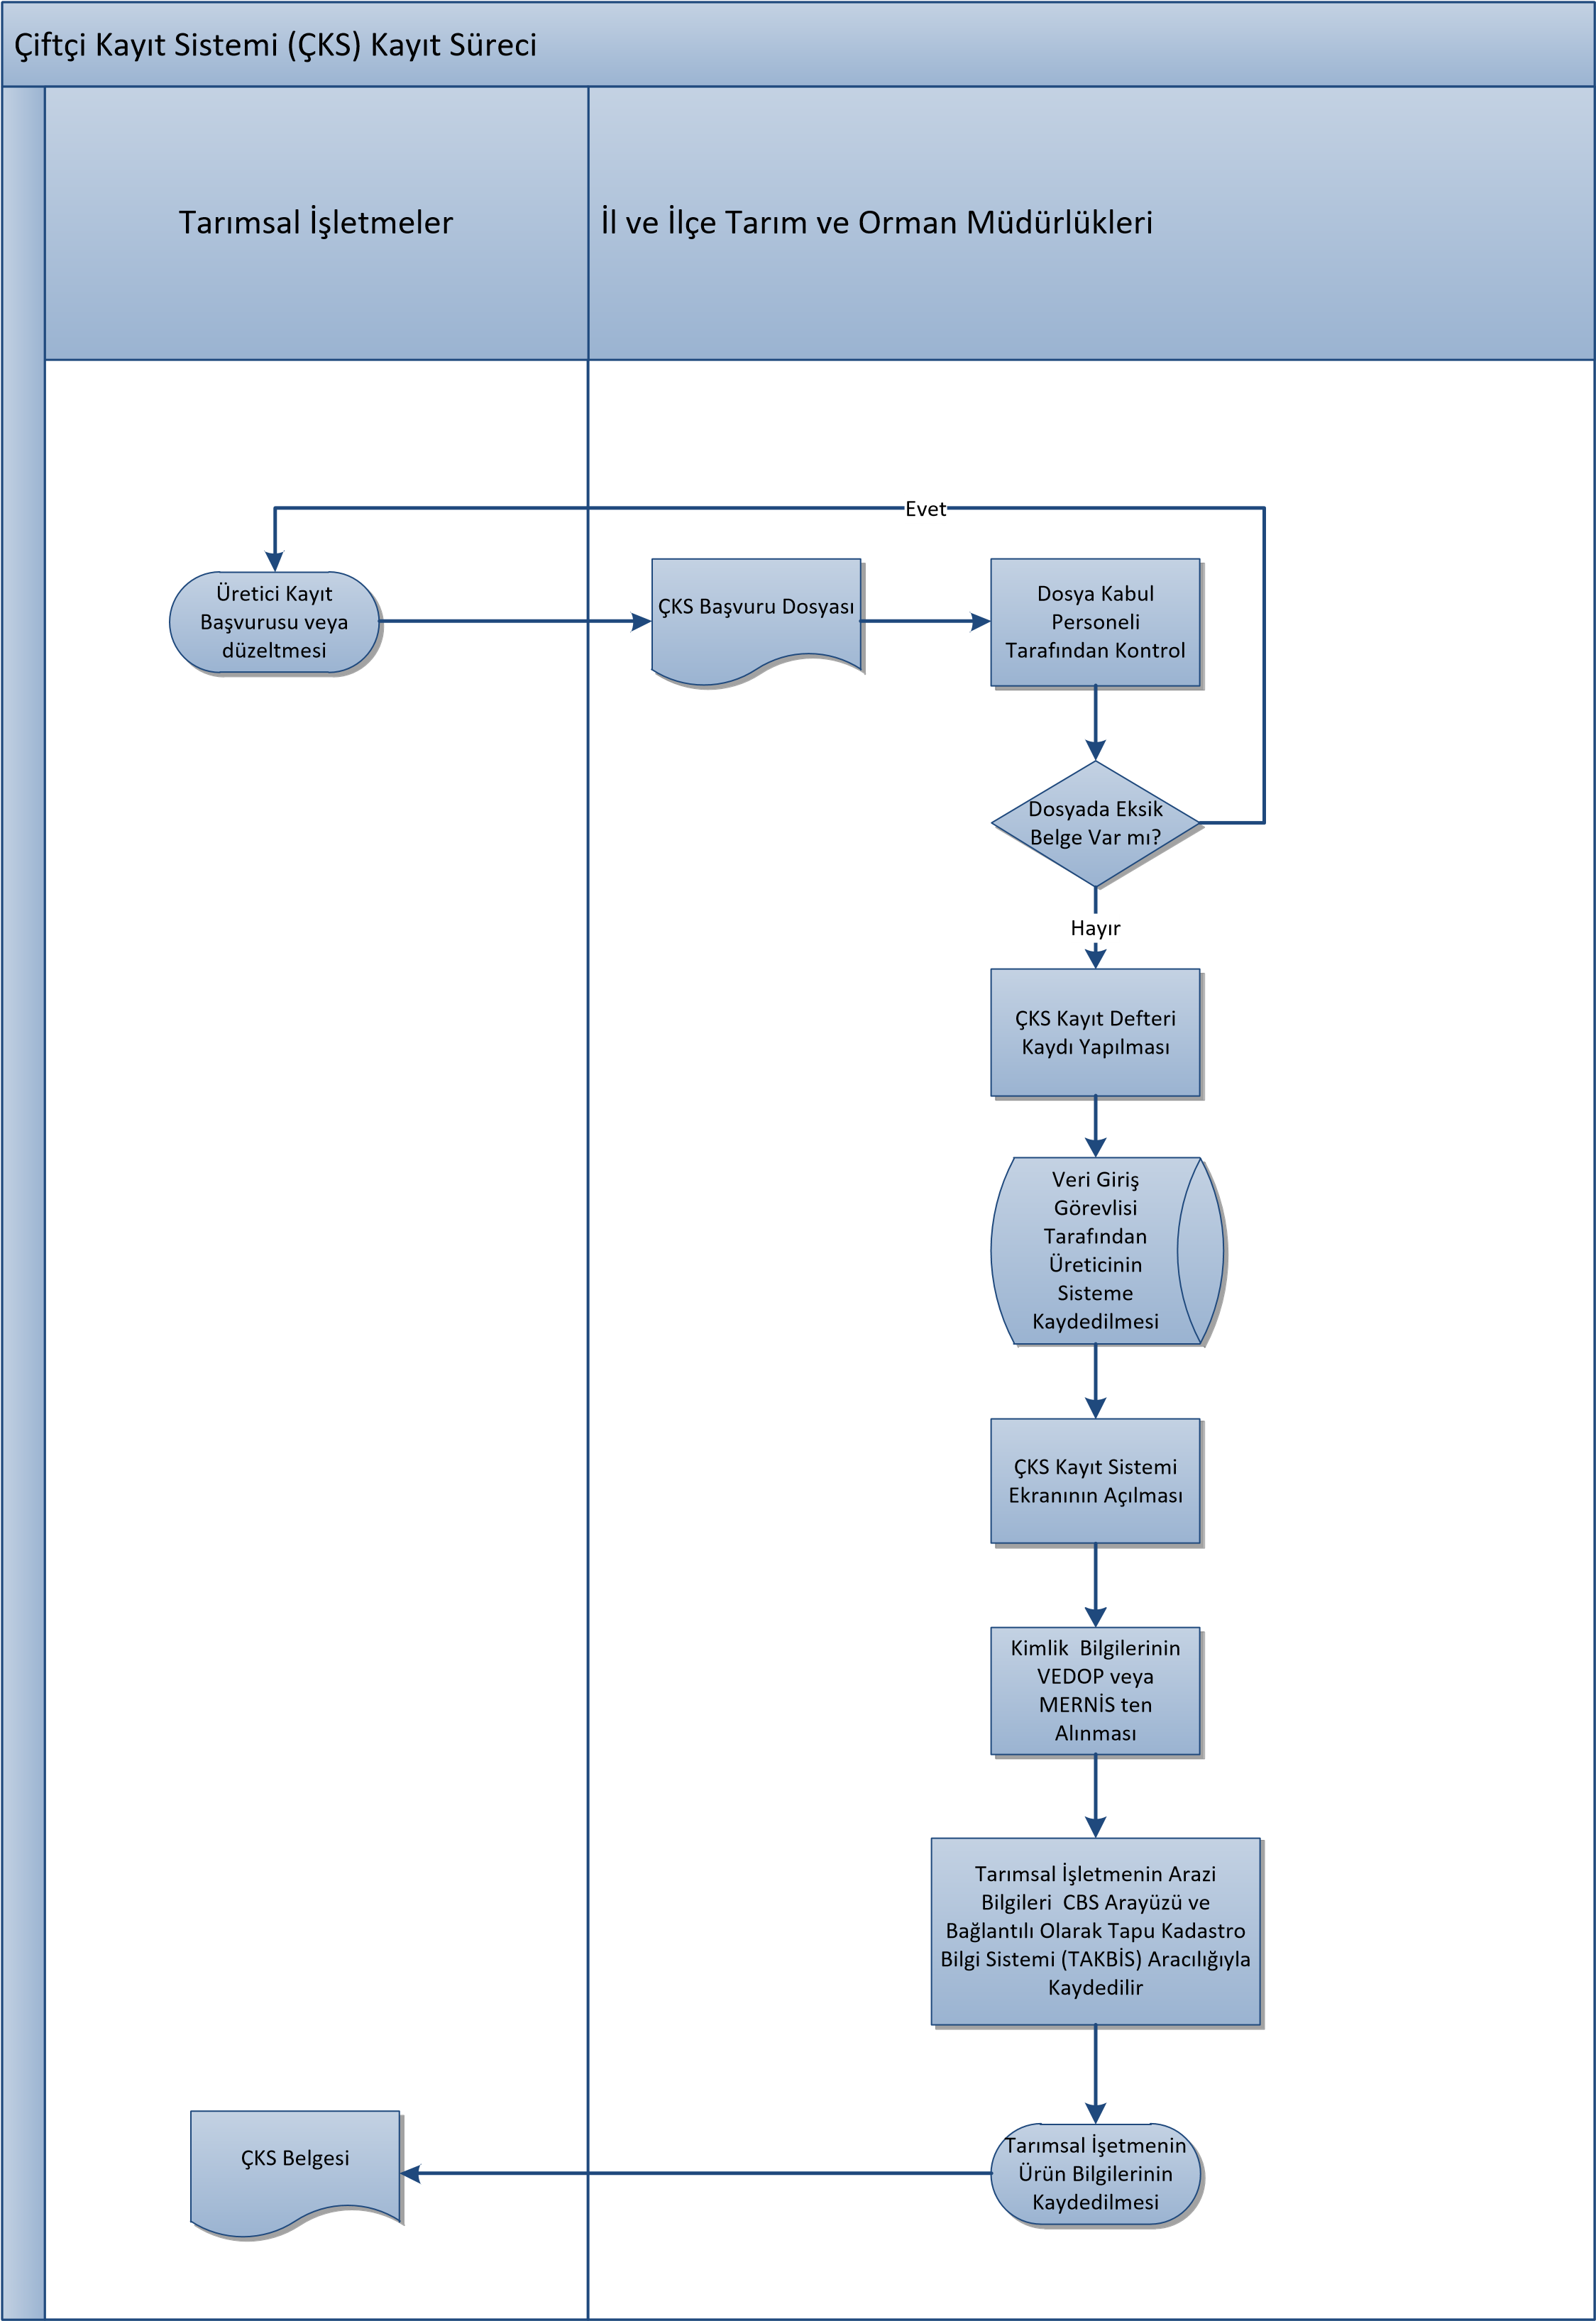 Çiftçi Kayıt Sistemi (ÇKS) Kayıt Süreci
Tarımsal İşletmeler
İl ve İlçe Tarım ve Orman Müdürlükleri
Evet
Üretici Kayıt
Başvurusu veya
düzeltmesi
ÇKS Başvuru Dosyası
Dosya Kabul
Personeli
Tarafından Kontrol
Dosyada Eksik
Belge Var mı?
Hayır
ÇKS Kayıt Defteri
Kaydı Yapılması
Veri Giriş
Görevlisi
Tarafından
Üreticinin
Sisteme
Kaydedilmesi
ÇKS Kayıt Sistemi
Ekranının Açılması
Kimlik  Bilgilerinin
VEDOP veya
MERNİS ten
Alınması
Tarımsal İşletmenin Arazi
Bilgileri  CBS Arayüzü ve
Bağlantılı Olarak Tapu Kadastro
Bilgi Sistemi (TAKBİS) Aracılığıyla
Kaydedilir
Tarımsal İşetmenin
Ürün Bilgilerinin
Kaydedilmesi
ÇKS Belgesi